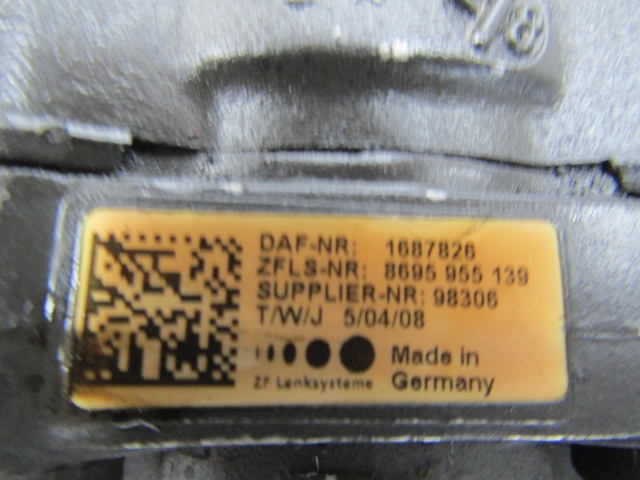 DAF-NR: 1687826
ZFLS-NR: 8695 955 139
SUPPLIER-NR: 98306
T/W/J 5/04/08
Made in
ZF Lenksysteme Germany